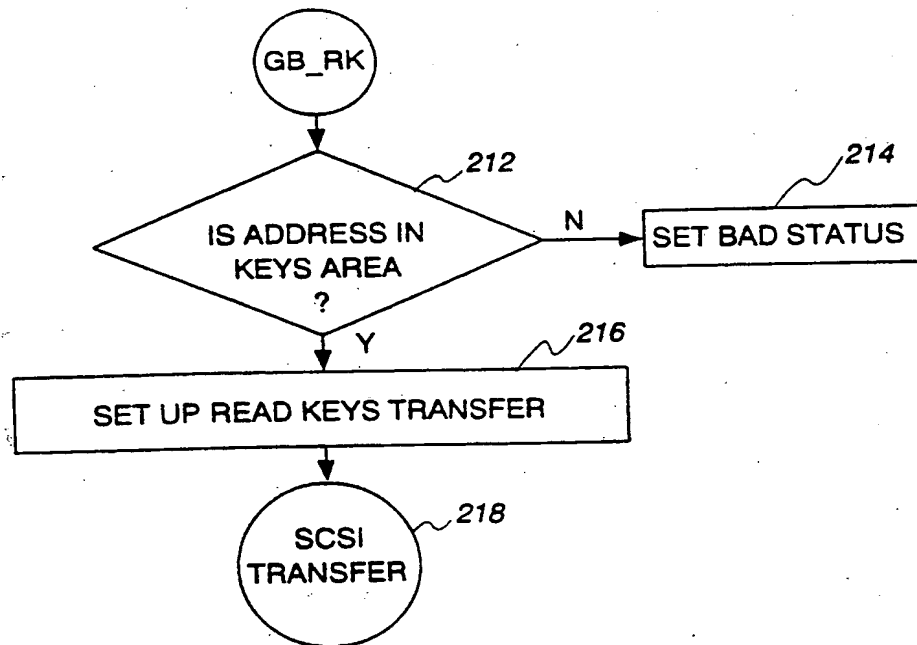 GB_RK
212
214
IS ADDRESS IN
KEYS AREA
?
N
SET BAD STATUS
Y
216
SET UP READ KEYS TRANSFER
218
SCSI
TRANSFER